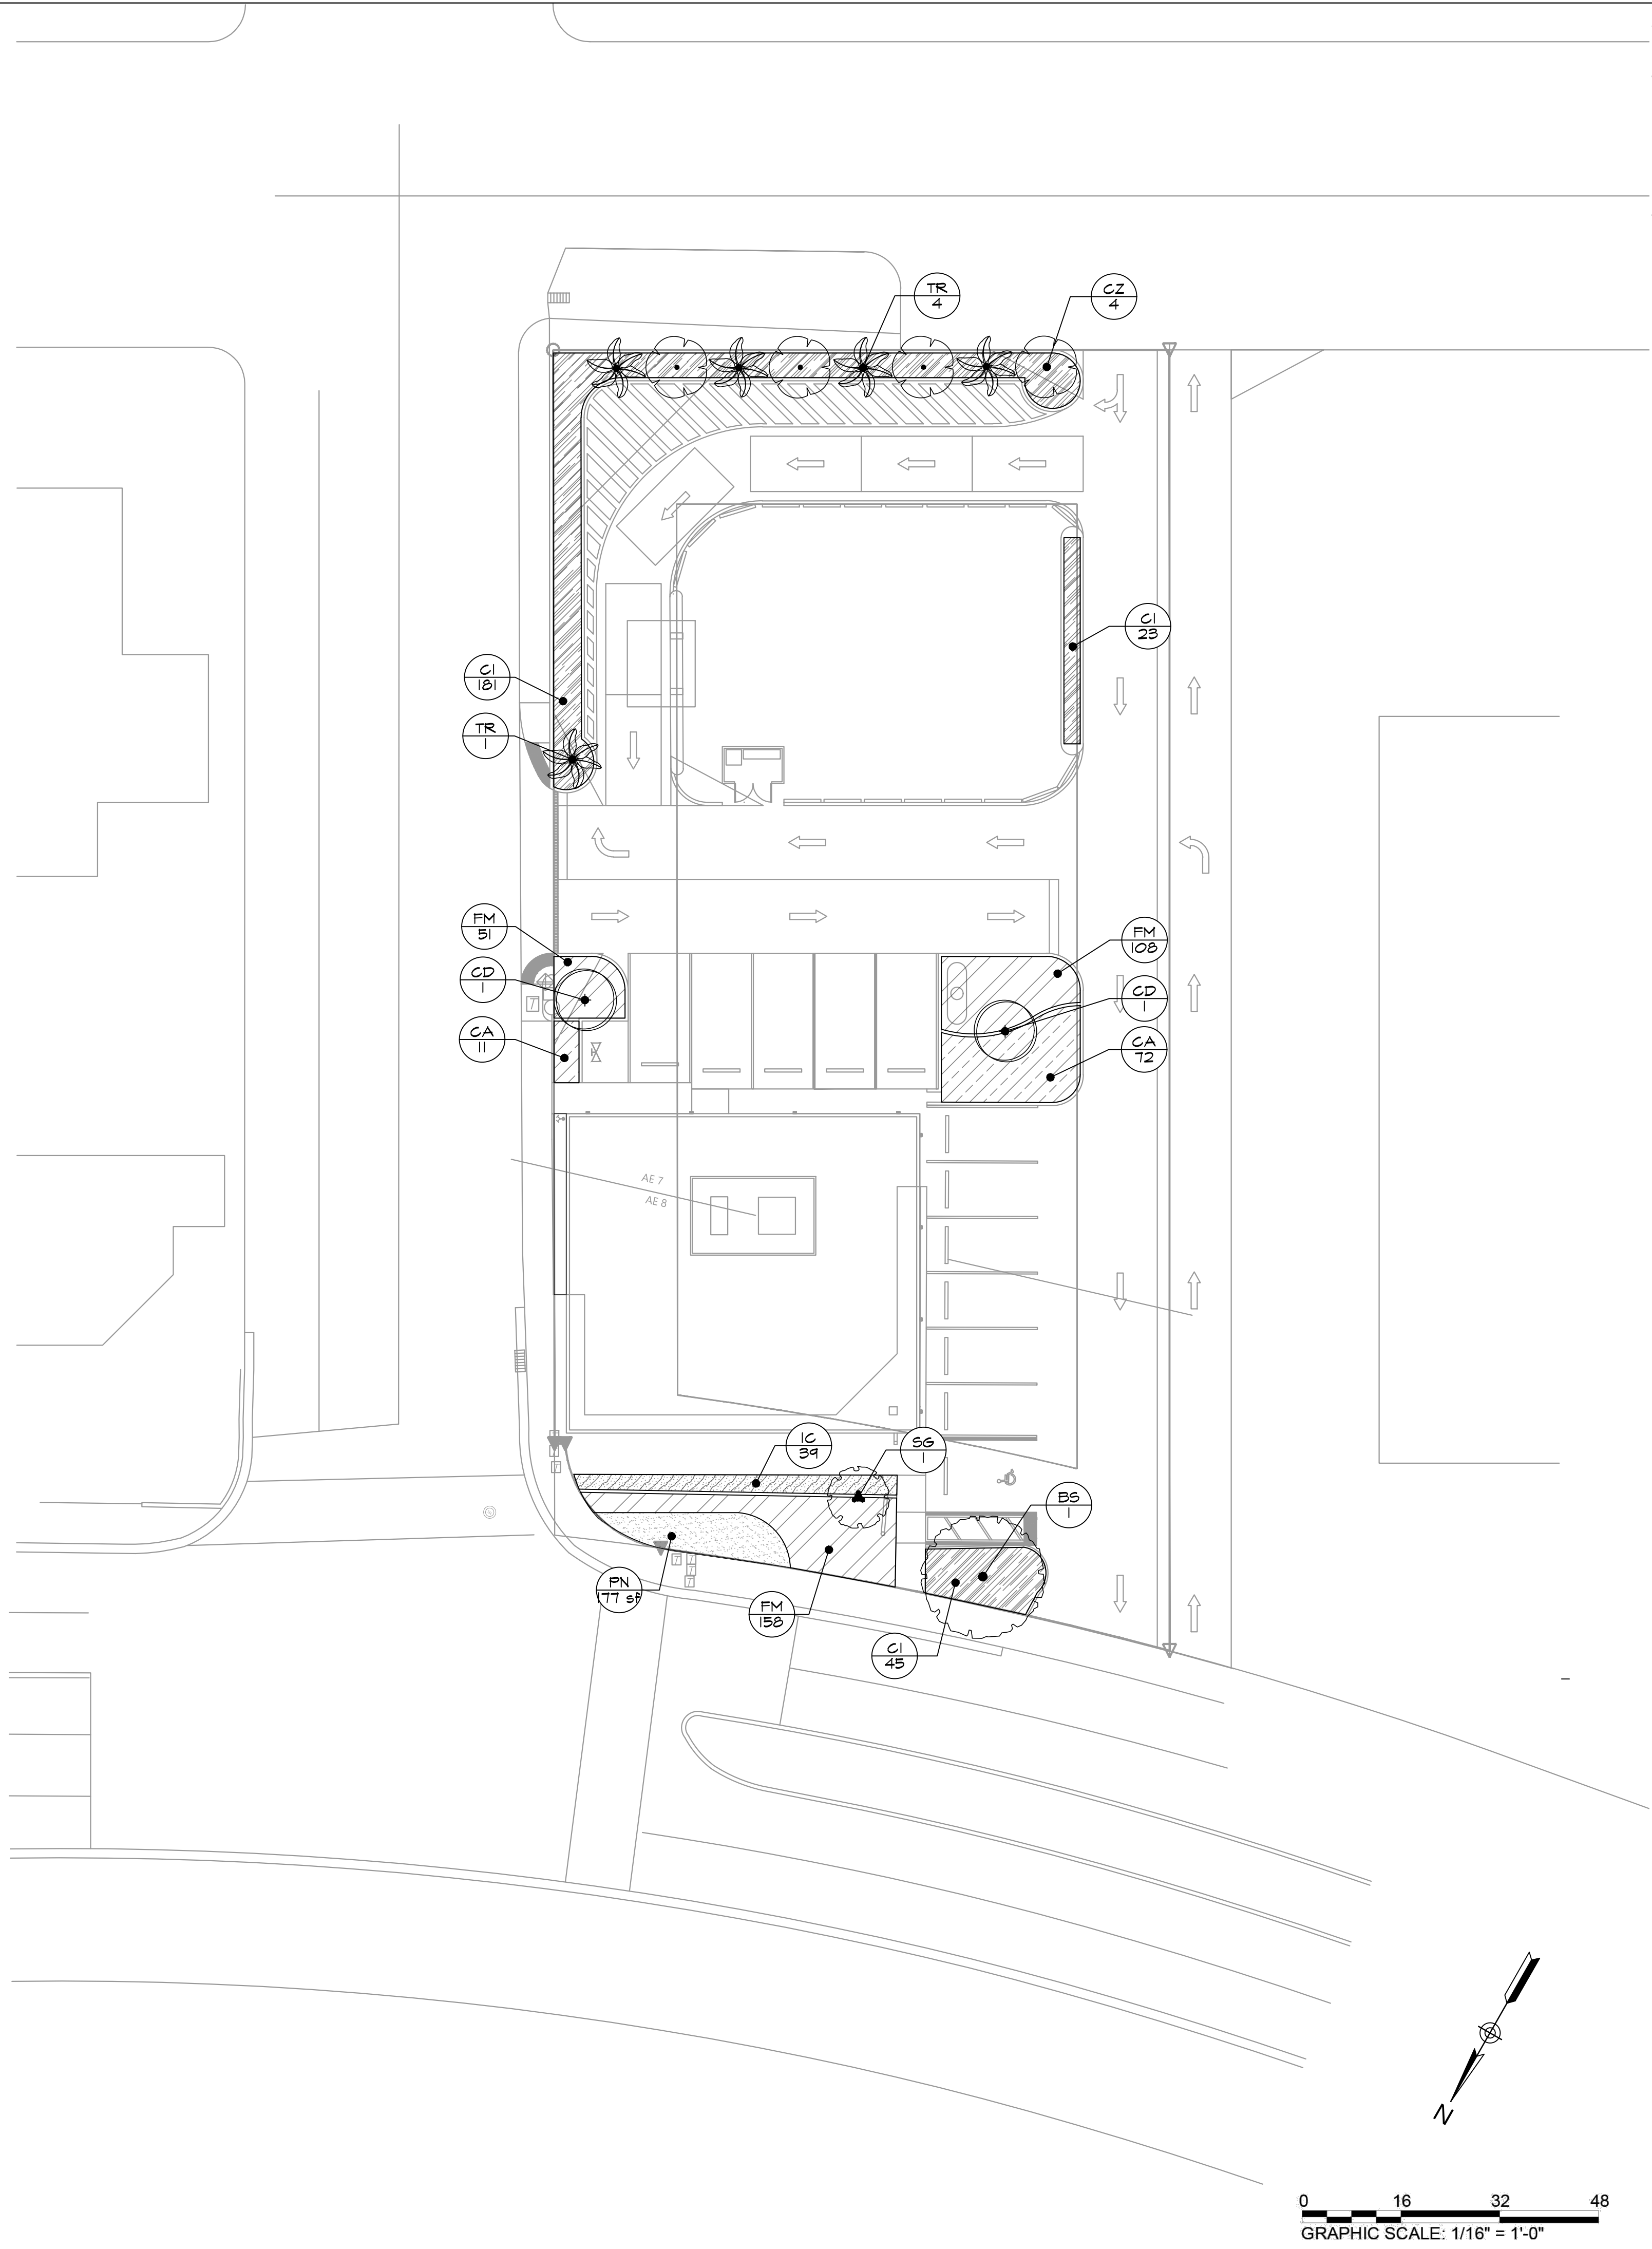 TR
4
CZ
4
CI
23
CI
181
TR
1
FM
51
FM
108
CD
1
CD
1
CA
11
CA
72
AE 7
AE 8
IC
39
SG
1
BS
1
PN
177 sf
FM
158
CI
45
N
0 16 32 48
GRAPHIC SCALE: 1/16" = 1'-0"